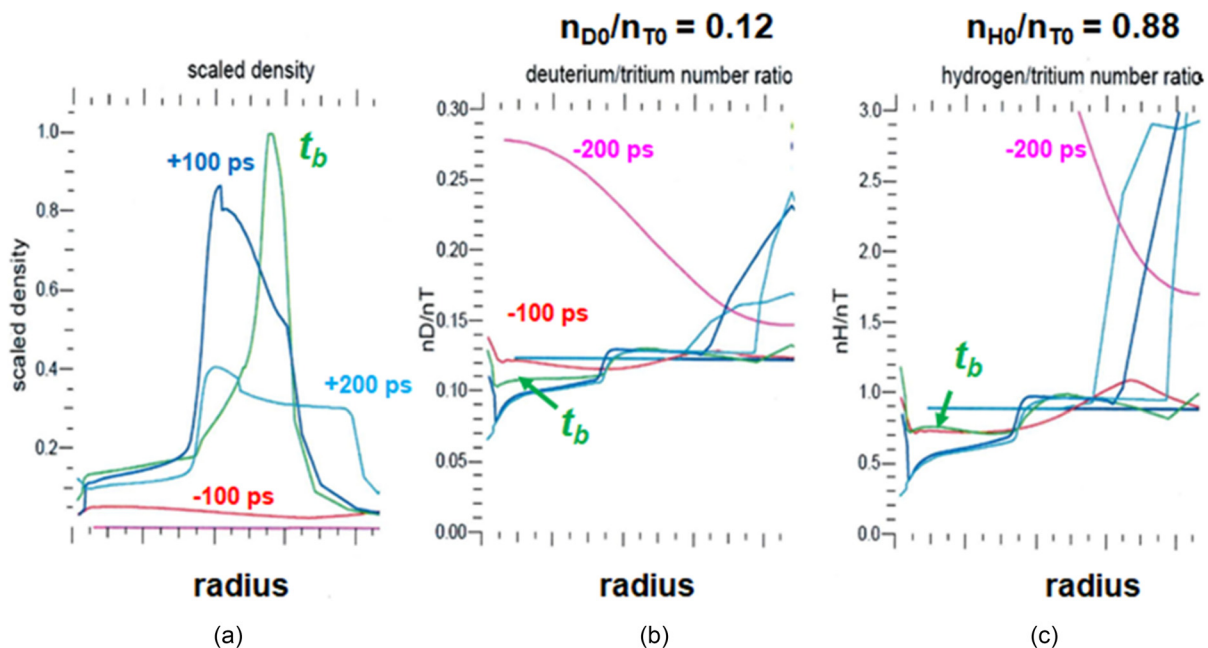 n_D0/n_T0 = 0.12
n_H0/n_T0 = 0.88
scaled density
deuterium/tritium number ratio
hydrogen/tritium number ratio
1.0
0.8
0.6
0.4
0.2
scaled density
+100 ps
t_b
+200 ps
-100 ps
radius
(a)
0.30
0.25
0.20
0.15
0.10
0.05
0.00
nD/nT
-200 ps
-100 ps
t_b
radius
(b)
3.0
2.5
2.0
1.5
1.0
0.5
0.0
nH/nT
-200 ps
t_b
radius
(c)